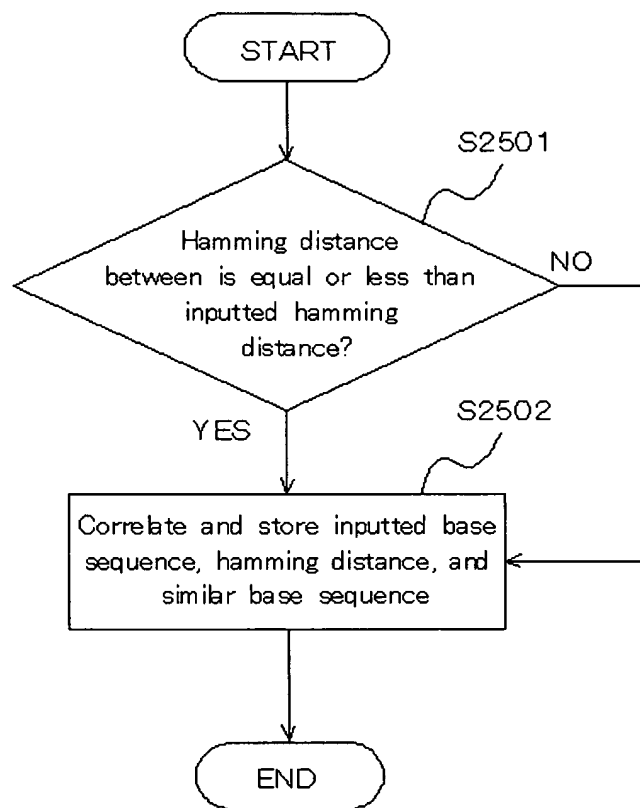 START
S2501
Hamming distance
between is equal or less than
inputted hamming
distance?
NO
YES
S2502
Correlate and store inputted base
sequence, hamming distance, and
similar base sequence
END